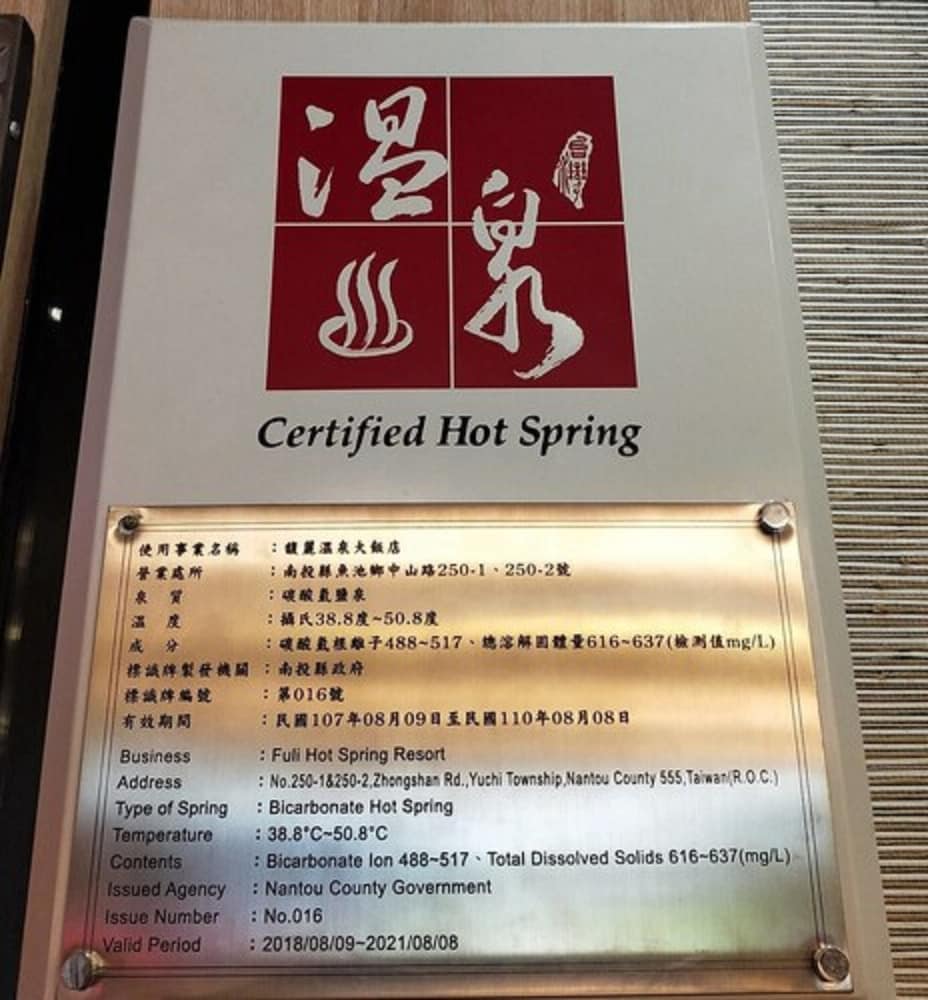 溫泉
台灣
Certified Hot Spring
使用事業名稱 :馥麗溫泉大飯店
營業處所 :南投縣魚池鄉中山路250-1、250-2號
泉 質 :碳酸氫鹽泉
溫 度 :攝氏38.8度~50.8度
成 分 :碳酸氫根離子488~517、總溶解固體量616~637(檢測值mg/L)
標識牌製發機關 :南投縣政府
標識牌編號 :第016號
有效期間 :民國107年08月09日至民國110年08月08日
Business : Fuli Hot Spring Resort
Address : No.250-1&250-2,Zhongshan Rd.,Yuchi Township,Nantou County 555,Taiwan(R.O.C.)
Type of Spring : Bicarbonate Hot Spring
Temperature : 38.8°C~50.8°C
Contents : Bicarbonate Ion 488~517、Total Dissolved Solids 616~637(mg/L)
Issued Agency : Nantou County Government
Issue Number : No.016
Valid Period : 2018/08/09~2021/08/08